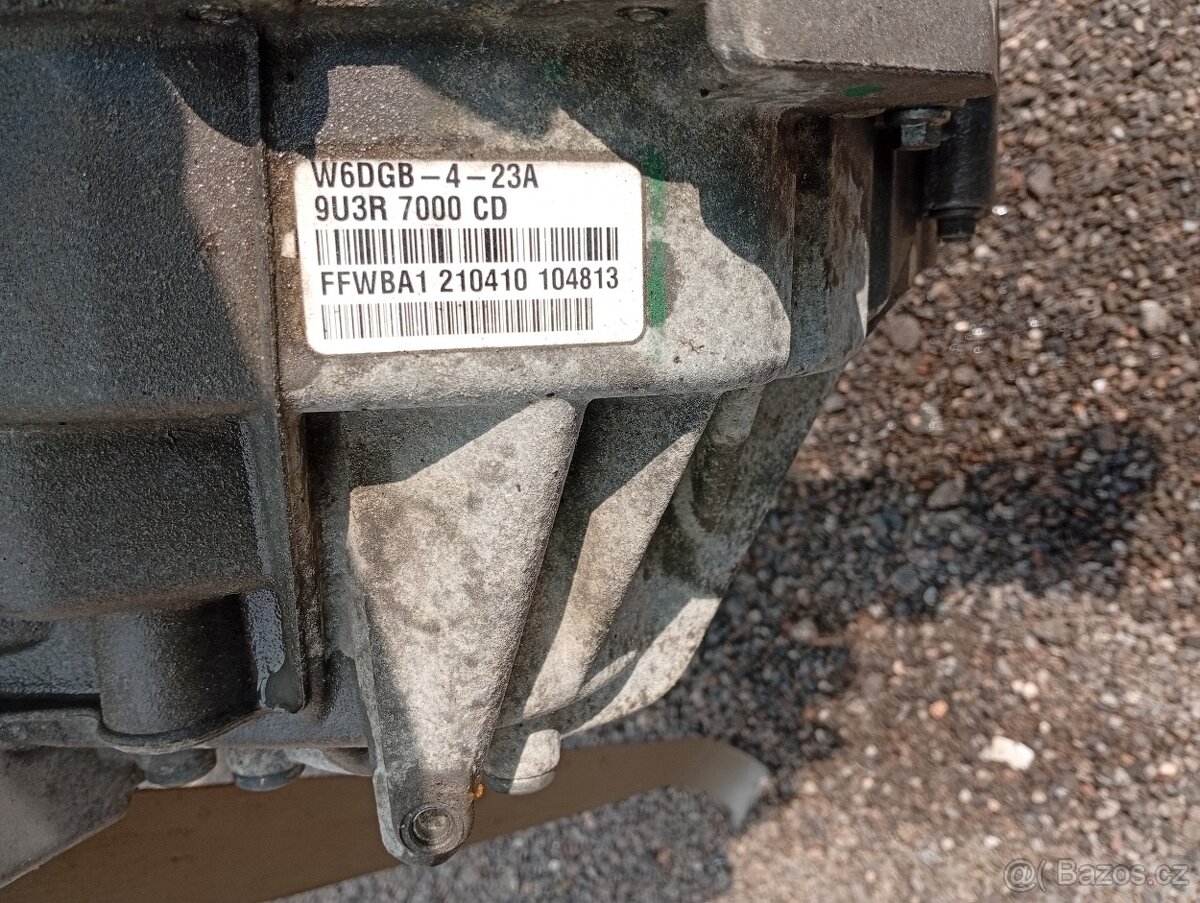 W6DGB-4-23A
9U3R 7000 CD
FFWBA1 210410 104813
@( Bazos.cz